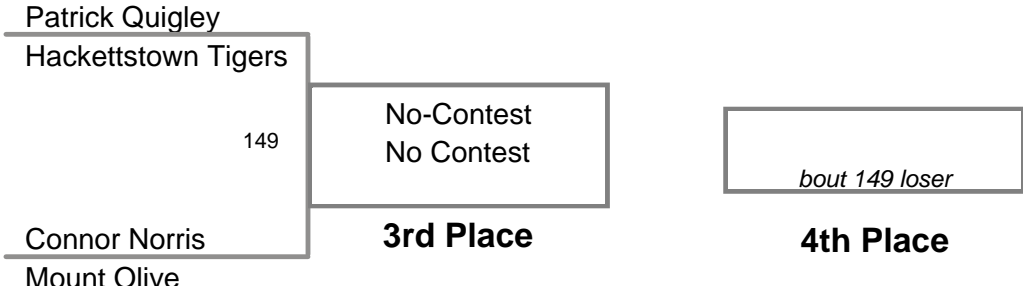 Patrick Quigley
Hackettstown Tigers
149
No-Contest
No Contest
3rd Place
bout 149 loser
4th Place
Connor Norris
Mount Olive